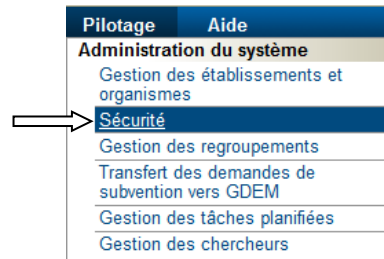 Pilotage Aide
Administration du système
Gestion des établissements et
organismes
Sécurité
Gestion des regroupements
Transfert des demandes de
subvention vers GDEM
Gestion des tâches planifiées
Gestion des chercheurs